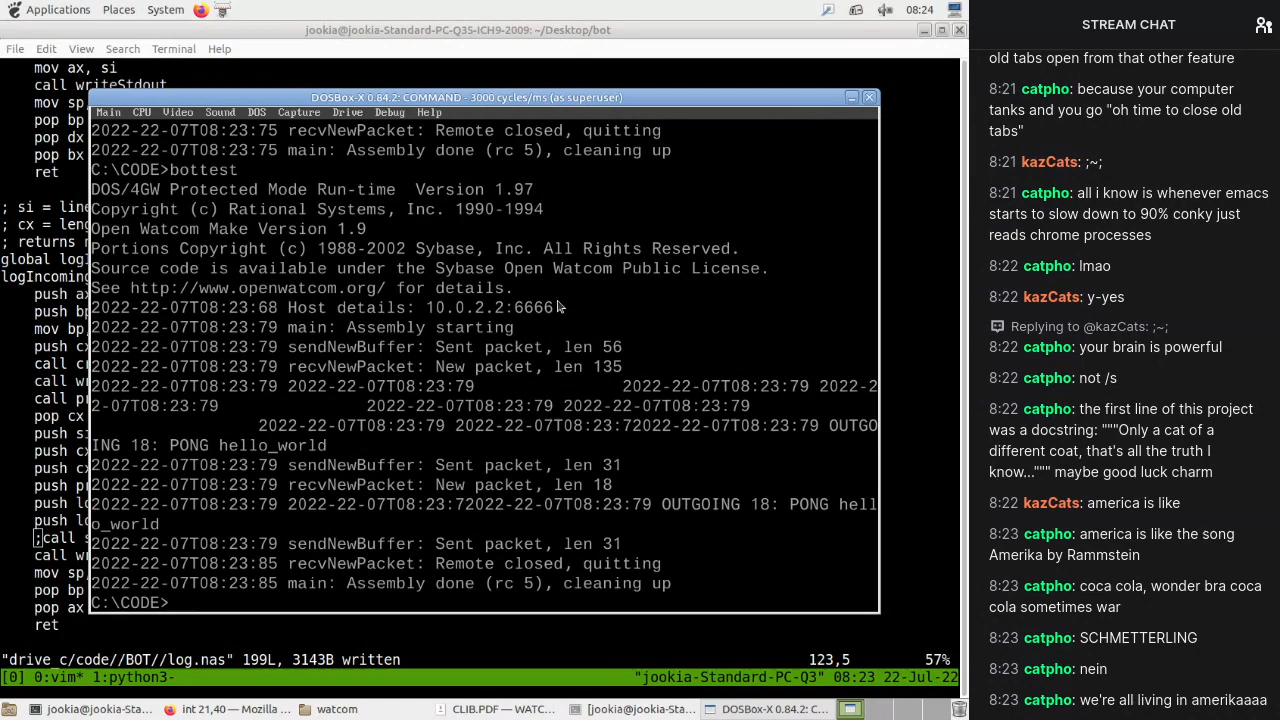 Applications Places System 08:24
jookia@jookia-Standard-PC-Q35-ICH9-2009: ~/Desktop/bot
File Edit View Search Terminal Help
mov ax, si
call writeStdout
mov sp
pop bp
mov dx
pop bx
ret
; si = line
; cx = leng
; returns n
global logI
logIncoming
push ax
push bp
mov bp,
push cx
call cr
call wr
call pr
pop cx
push si
push cx
push cx
push pr
push lo
push lo
;call s
call wr
mov sp
pop bp
pop ax
ret
"drive_c/code//BOT//log.nas" 199L, 3143B written 123,5 57%
[0] 0:vim* 1:python3- "jookia-Standard-PC-Q3" 08:23 22-Jul-22
DOSBox-X 0.84.2: COMMAND - 3000 cycles/ms (as superuser)
Main CPU Video Sound DOS Capture Drive Debug Help
2022-22-07T08:23:75 recvNewPacket: Remote closed, quitting
2022-22-07T08:23:75 main: Assembly done (rc 5), cleaning up
C:\CODE>bottest
DOS/4GW Protected Mode Run-time Version 1.97
Copyright (c) Rational Systems, Inc. 1990-1994
Open Watcom Make Version 1.9
Portions Copyright (c) 1988-2002 Sybase, Inc. All Rights Reserved.
Source code is available under the Sybase Open Watcom Public License.
See http://www.openwatcom.org/ for details.
2022-22-07T08:23:68 Host details: 10.0.2.2:6666
2022-22-07T08:23:79 main: Assembly starting
2022-22-07T08:23:79 sendNewBuffer: Sent packet, len 56
2022-22-07T08:23:79 recvNewPacket: New packet, len 135
2022-22-07T08:23:79 2022-22-07T08:23:79 2022-22-07T08:23:79 2022-2
2-07T08:23:79 2022-22-07T08:23:79 2022-22-07T08:23:79
2022-22-07T08:23:79 2022-22-07T08:23:722022-22-07T08:23:79 OUTGO
ING 18: PONG hello_world
2022-22-07T08:23:79 sendNewBuffer: Sent packet, len 31
2022-22-07T08:23:79 recvNewPacket: New packet, len 18
2022-22-07T08:23:79 2022-22-07T08:23:722022-22-07T08:23:79 OUTGOING 18: PONG hell
o_world
2022-22-07T08:23:79 sendNewBuffer: Sent packet, len 31
2022-22-07T08:23:85 recvNewPacket: Remote closed, quitting
2022-22-07T08:23:85 main: Assembly done (rc 5), cleaning up
C:\CODE>
jookia@jookia-Sta... int 21,40 — Mozill... watcom CLIB.PDF — WATC... [jookia@jookia-Sta... DOSBox-X 0.84.2: C...
STREAM CHAT
old tabs open from that other feature
8:21 catpho: because your computer
tanks and you go "oh time to close old
tabs"
8:21 kazCats: ;~;
8:21 catpho: all i know is whenever emacs
starts to slow down to 90% conky just
reads chrome processes
8:22 catpho: lmao
8:22 kazCats: y-yes
Replying to @kazCats: ;~;
8:22 catpho: your brain is powerful
8:22 catpho: not /s
8:22 catpho: the first line of this project
was a docstring: """Only a cat of a
different coat, that's all the truth I
know...""" maybe good luck charm
8:22 kazCats: america is like
8:23 catpho: america is like the song
Amerika by Rammstein
8:23 catpho: coca cola, wonder bra coca
cola sometimes war
8:23 catpho: SCHMETTERLING
8:23 catpho: nein
8:23 catpho: we're all living in amerikaaaa